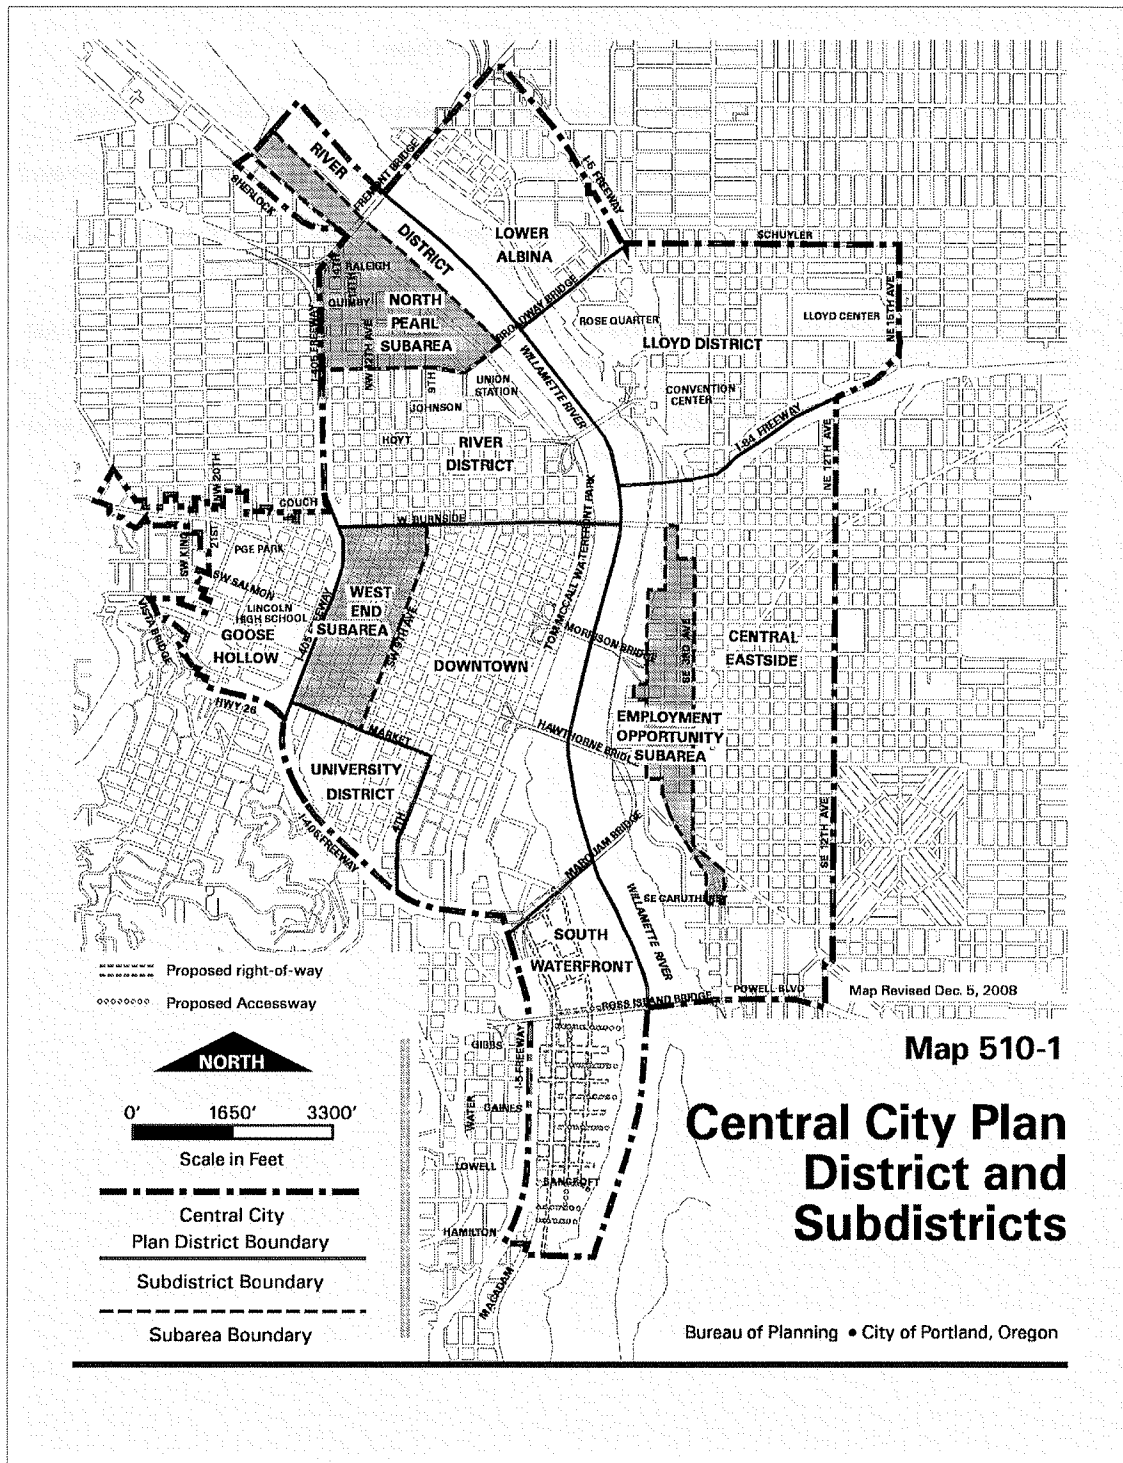 RIVER
DISTRICT
SHERLOCK
FREMONT BRIDGE
I-5 FREEWAY
LOWER
ALBINA
SCHUYLER
14TH
RALEIGH
13TH
QUIMBY
NORTH
PEARL
SUBAREA
NW 12TH AVE
I-405 FREEWAY
BROADWAY BRIDGE
ROSE QUARTER
LLOYD CENTER
NE 15TH AVE
LLOYD DISTRICT
WILLAMETTE RIVER
UNION
STATION
9TH
JOHNSON
CONVENTION
CENTER
HOYT
RIVER
DISTRICT
I-84 FREEWAY
NE 12TH AVE
NW 20TH
COUCH
W BURNSIDE
21ST
SW KING
PGE PARK
SW SALMON
LINCOLN
HIGH SCHOOL
GOOSE
HOLLOW
VISTA BRIDGE
HWY 26
WEST
END
SUBAREA
SW 9TH AVE
TOM MCCALL WATERFRONT PARK
MORRISON BRIDGE
DOWNTOWN
CENTRAL
EASTSIDE
EMPLOYMENT
OPPORTUNITY
SUBAREA
HAWTHORNE BRIDGE
MARKET
UNIVERSITY
DISTRICT
4TH
I-405 FREEWAY
MARQUAM BRIDGE
SE 12TH AVE
SE CARUTHERS
WILLAMETTE RIVER
SOUTH
WATERFRONT
ROSS ISLAND BRIDGE
POWELL BLVD
Map Revised Dec. 5, 2008
Proposed right-of-way
Proposed Accessway
NORTH
0' 1650' 3300'
Scale in Feet
Central City
Plan District Boundary
Subdistrict Boundary
Subarea Boundary
GIBBS
I-5 FREEWAY
WATER
GAINES
LOWELL
BANCROFT
HAMILTON
MACADAM
Map 510-1
Central City Plan
District and
Subdistricts
Bureau of Planning • City of Portland, Oregon